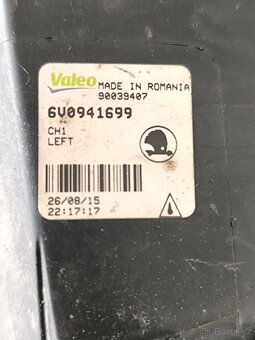 Valeo
MADE IN ROMANIA
90039407
6V0941699
CH1
LEFT
26/08/15
22:17:17